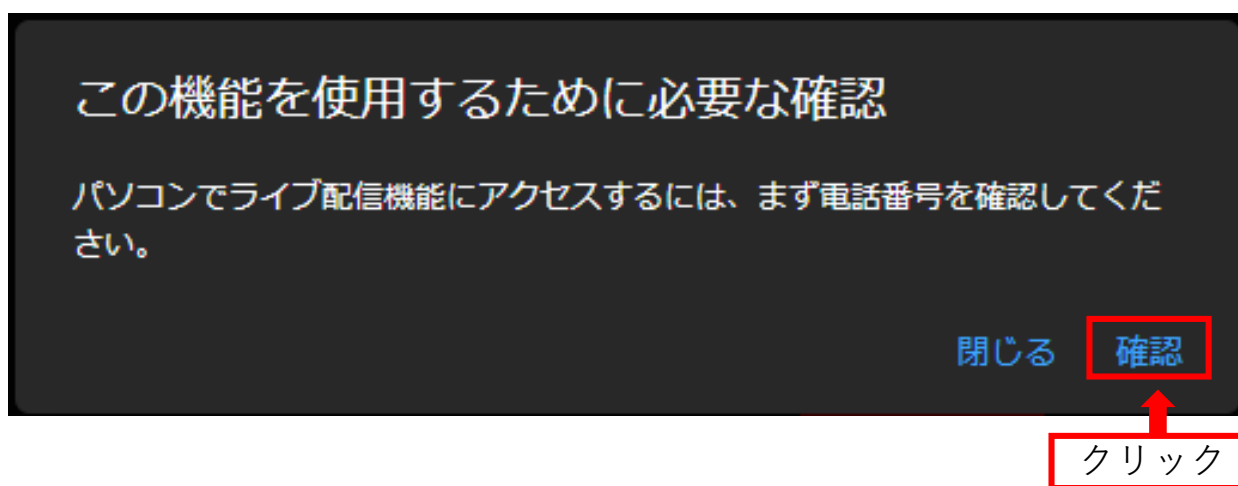 この機能を使用するために必要な確認
パソコンでライブ配信機能にアクセスするには、まず電話番号を確認してくだ
さい。
閉じる 確認
クリック